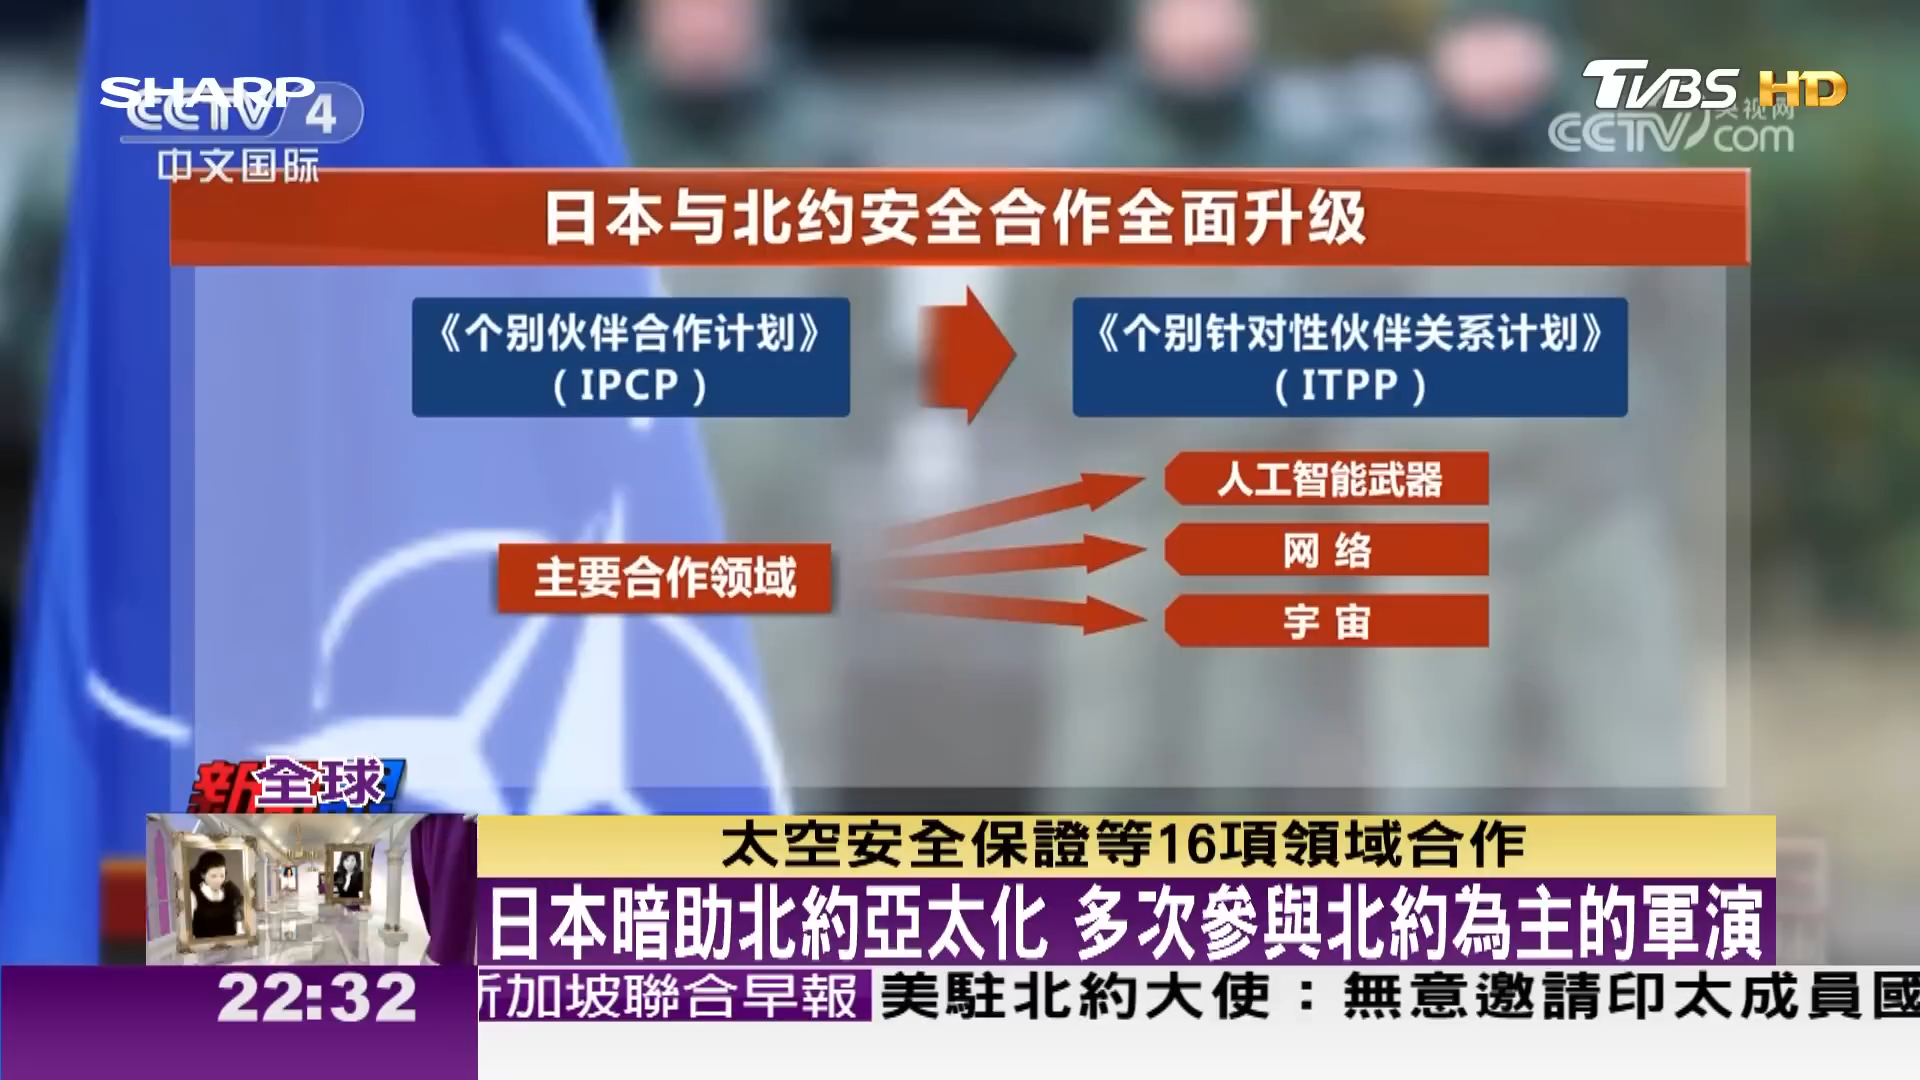 SHARP
CCTV 4
中文国际
TVBS HD
央视网
CCTV com
日本与北约安全合作全面升级
《个别伙伴合作计划》
（IPCP）
《个别针对性伙伴关系计划》
（ITPP）
人工智能武器
主要合作领域
网络
宇宙
新
全球
太空安全保證等16項領域合作
日本暗助北約亞太化 多次參與北約為主的軍演
22:32
新加坡聯合早報 美駐北約大使：無意邀請印太成員國